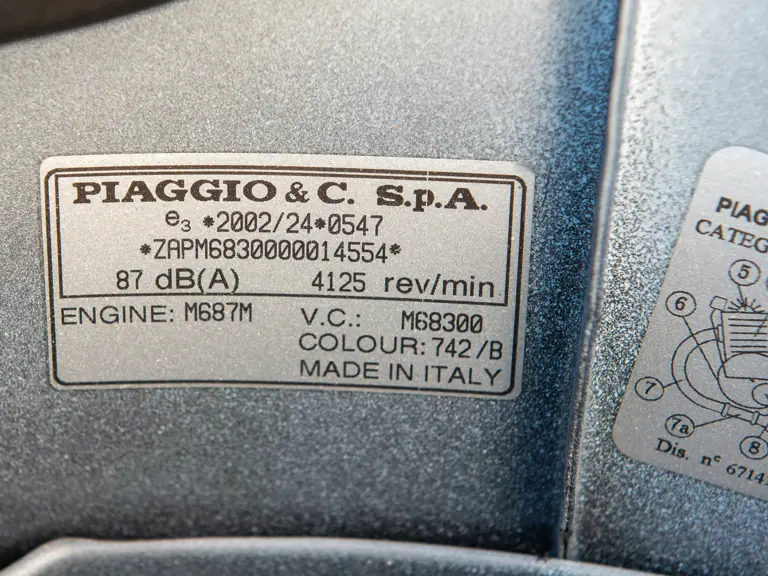 PIAGGIO & C. S.p.A.
e3 *2002/24*0547
*ZAPM6830000014554*
87 dB(A) 4125 rev/min
ENGINE: M687M V.C.: M68300
COLOUR: 742/B
MADE IN ITALY
PIAG
CATEG
5
6
7
7a
8
Dis. n° 6714